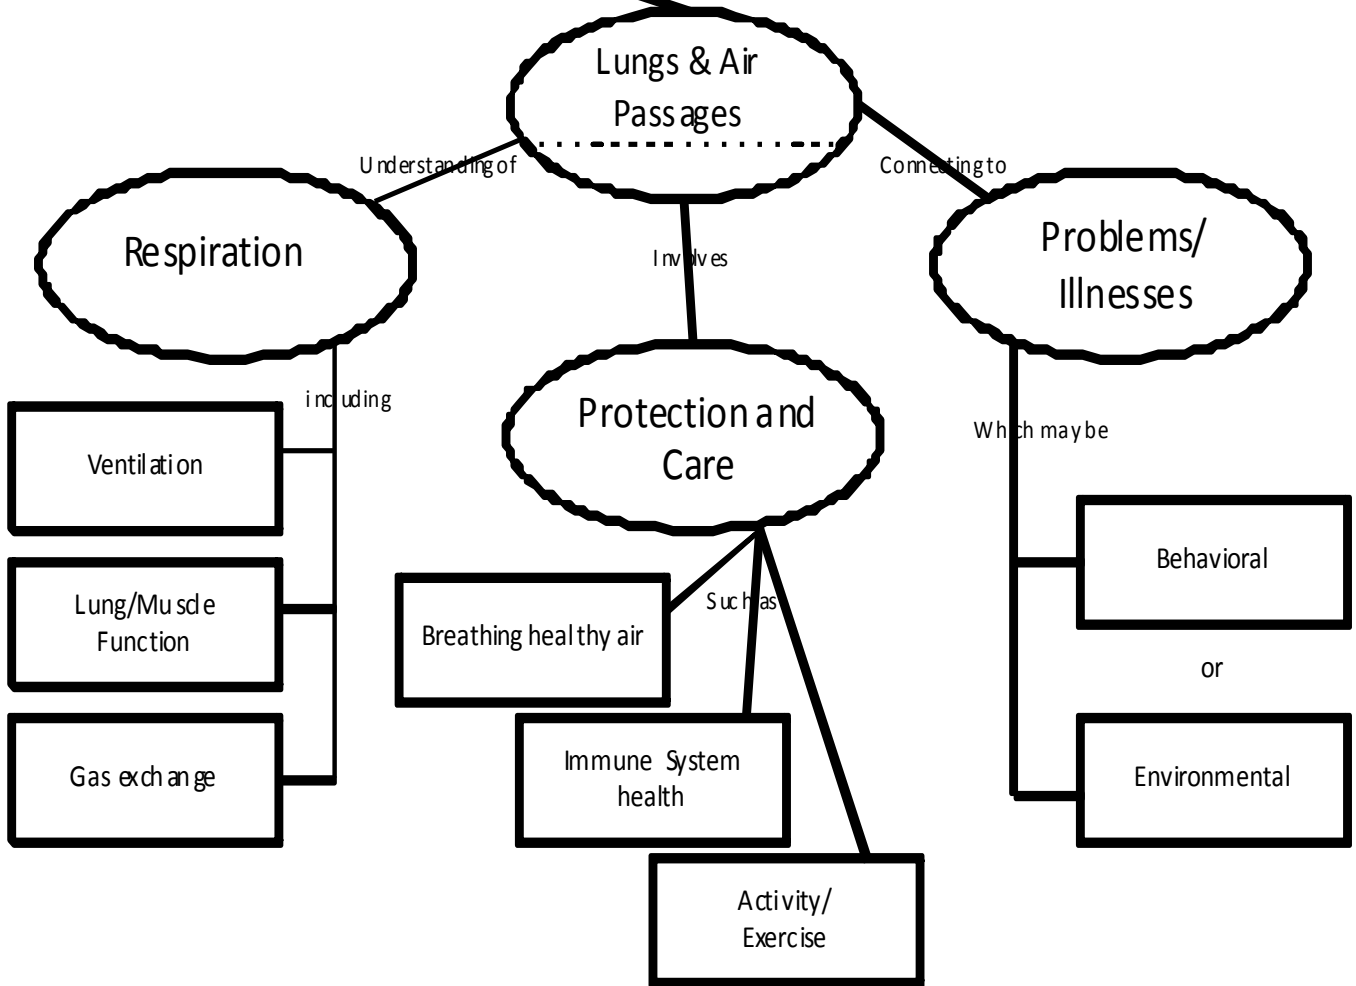 Lungs & Air
Passages
Understanding of
Connecting to
Respiration
Involves
Problems/
Illnesses
including
Protection and
Care
Which may be
Ventilation
Lung/Muscle
Function
Gas exchange
Such as
Breathing healthy air
Immune System
health
Activity/
Exercise
Behavioral
or
Environmental